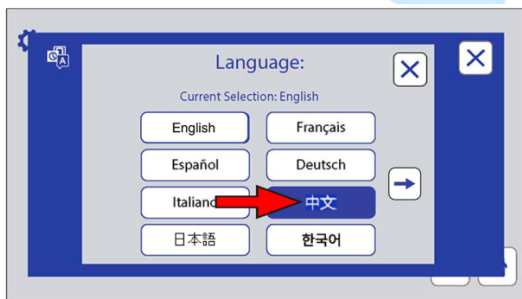 Language:
Current Selection: English
English
Français
Español
Deutsch
Italiano
中文
日本語
한국어